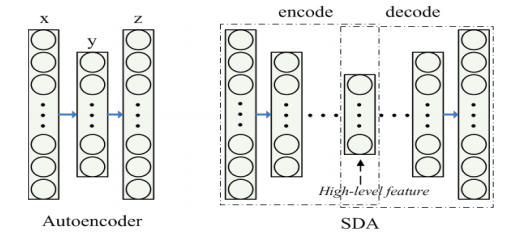 encode decode
x y z
High-level feature
Autoencoder SDA